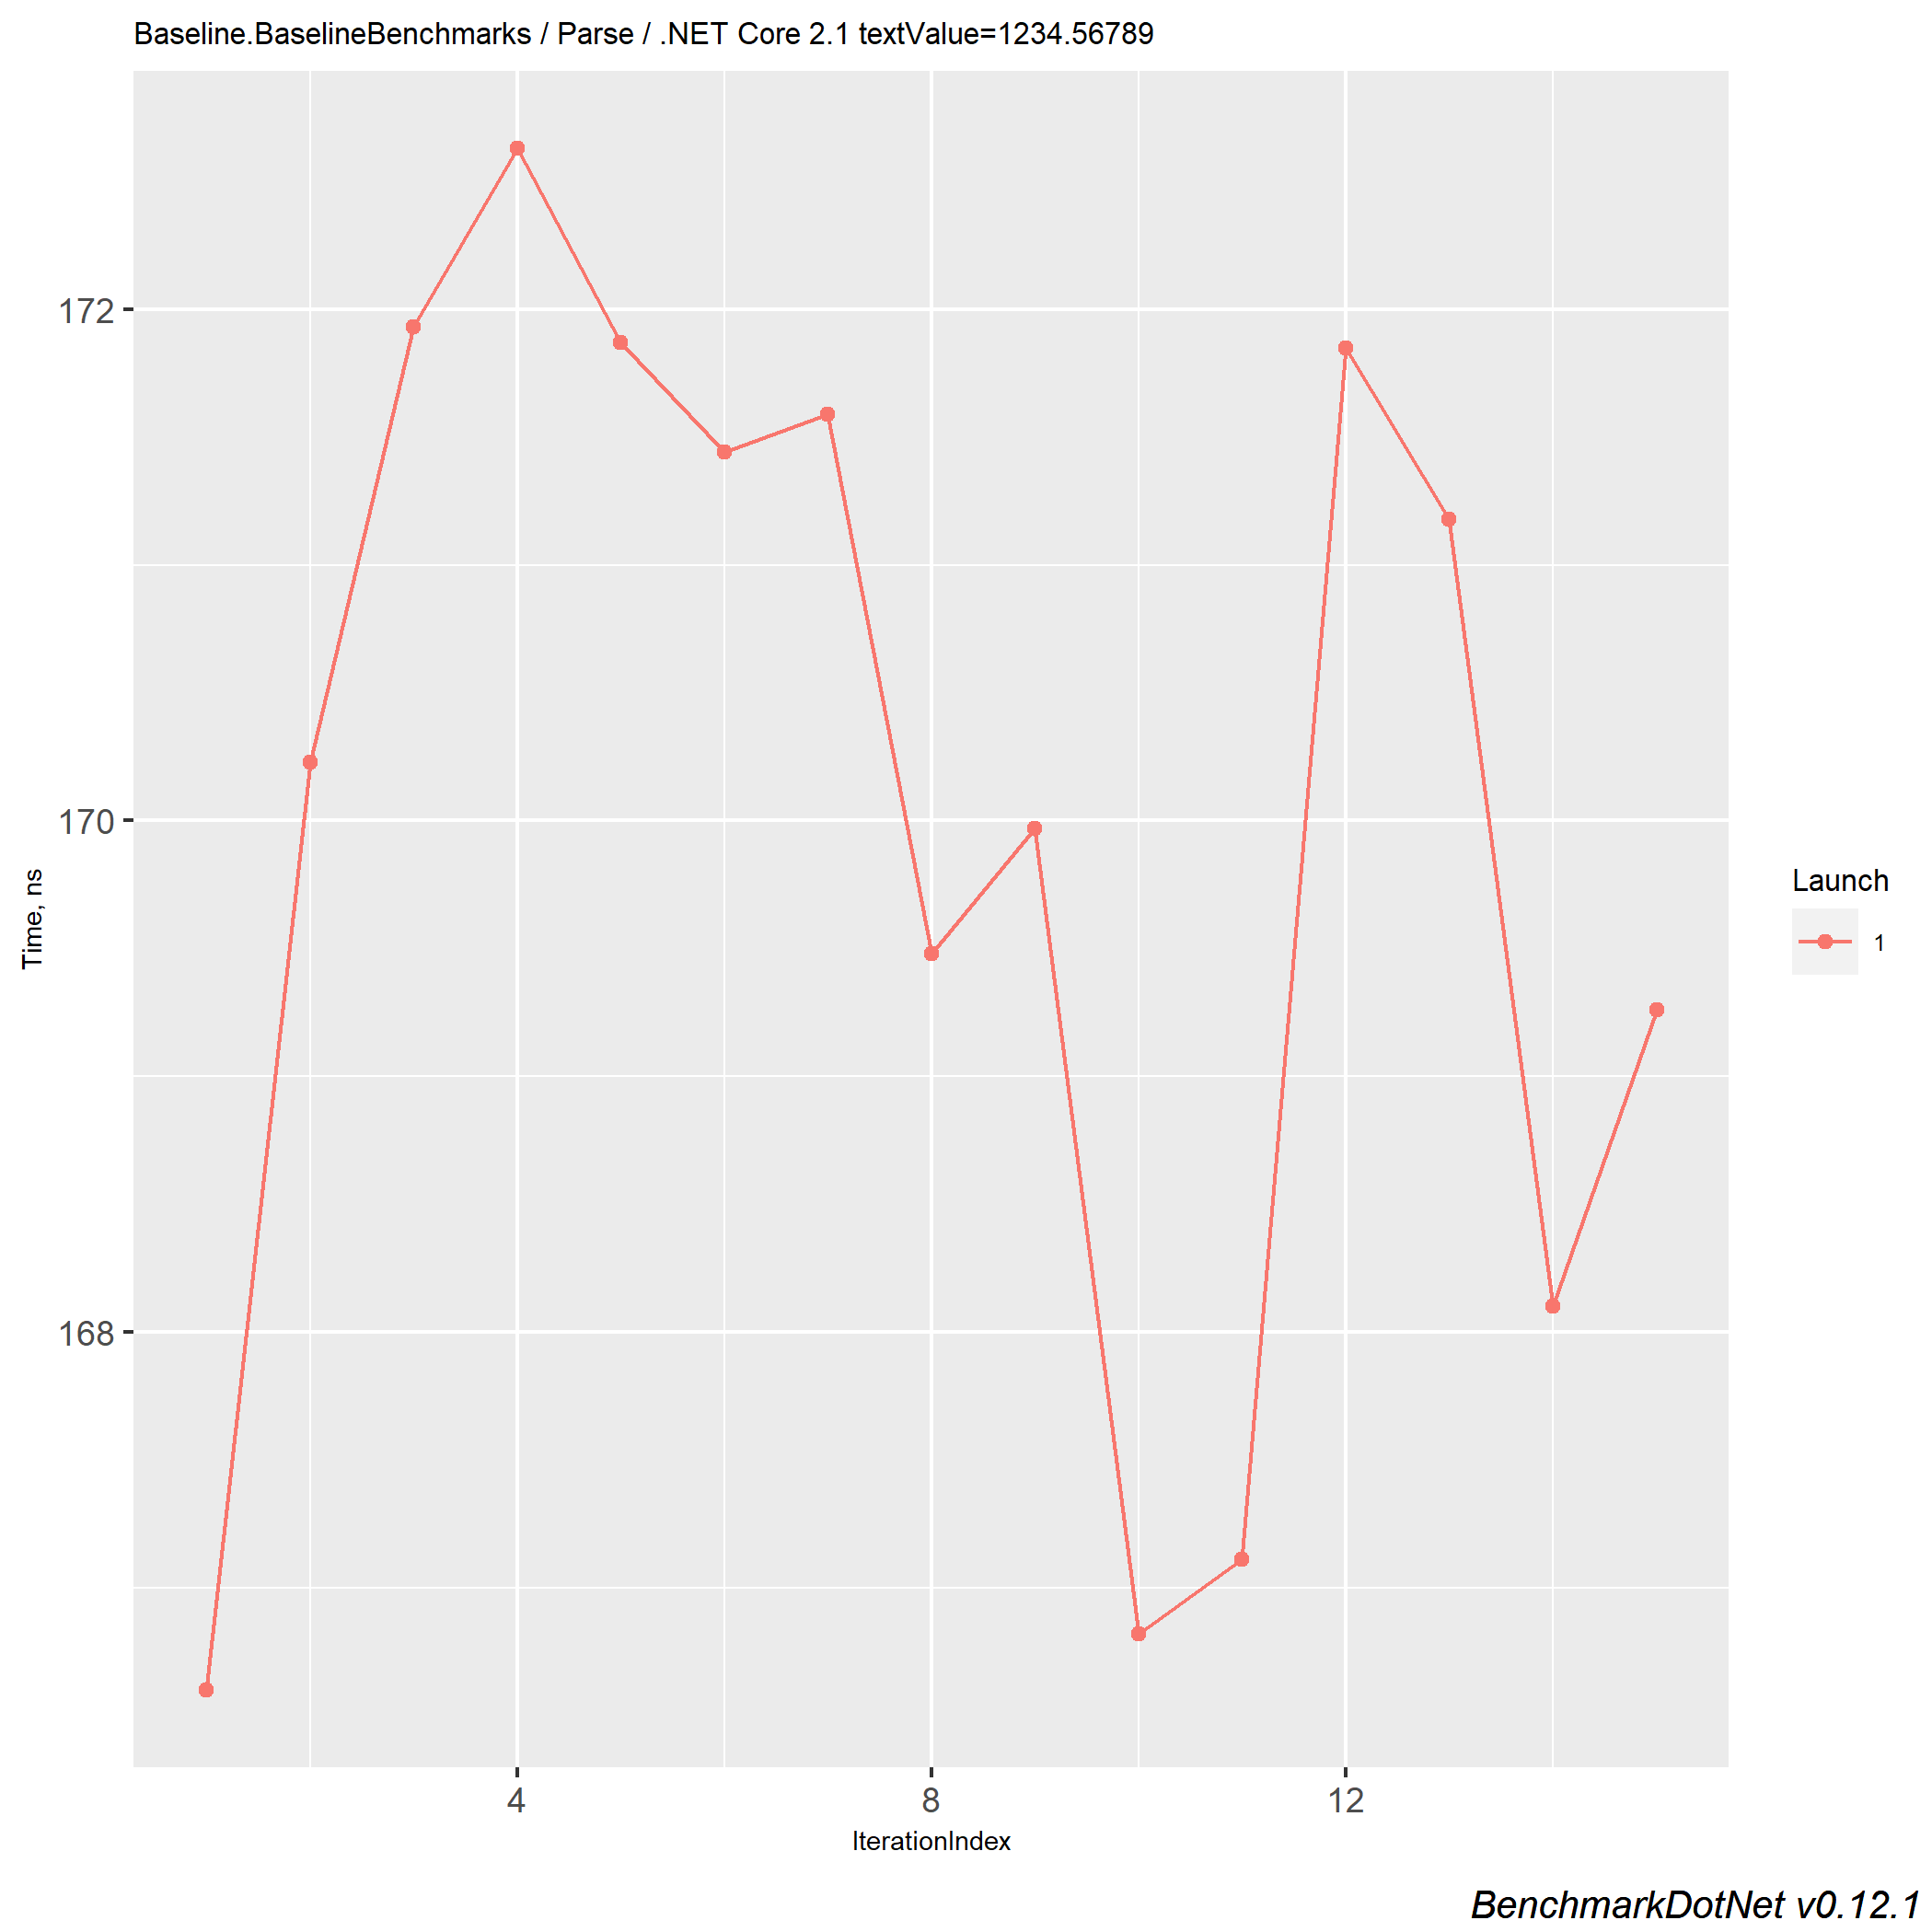 Baseline.BaselineBenchmarks / Parse / .NET Core 2.1 textValue=1234.56789
172
170
168
Time, ns
4 8 12
IterationIndex
Launch
1
BenchmarkDotNet v0.12.1